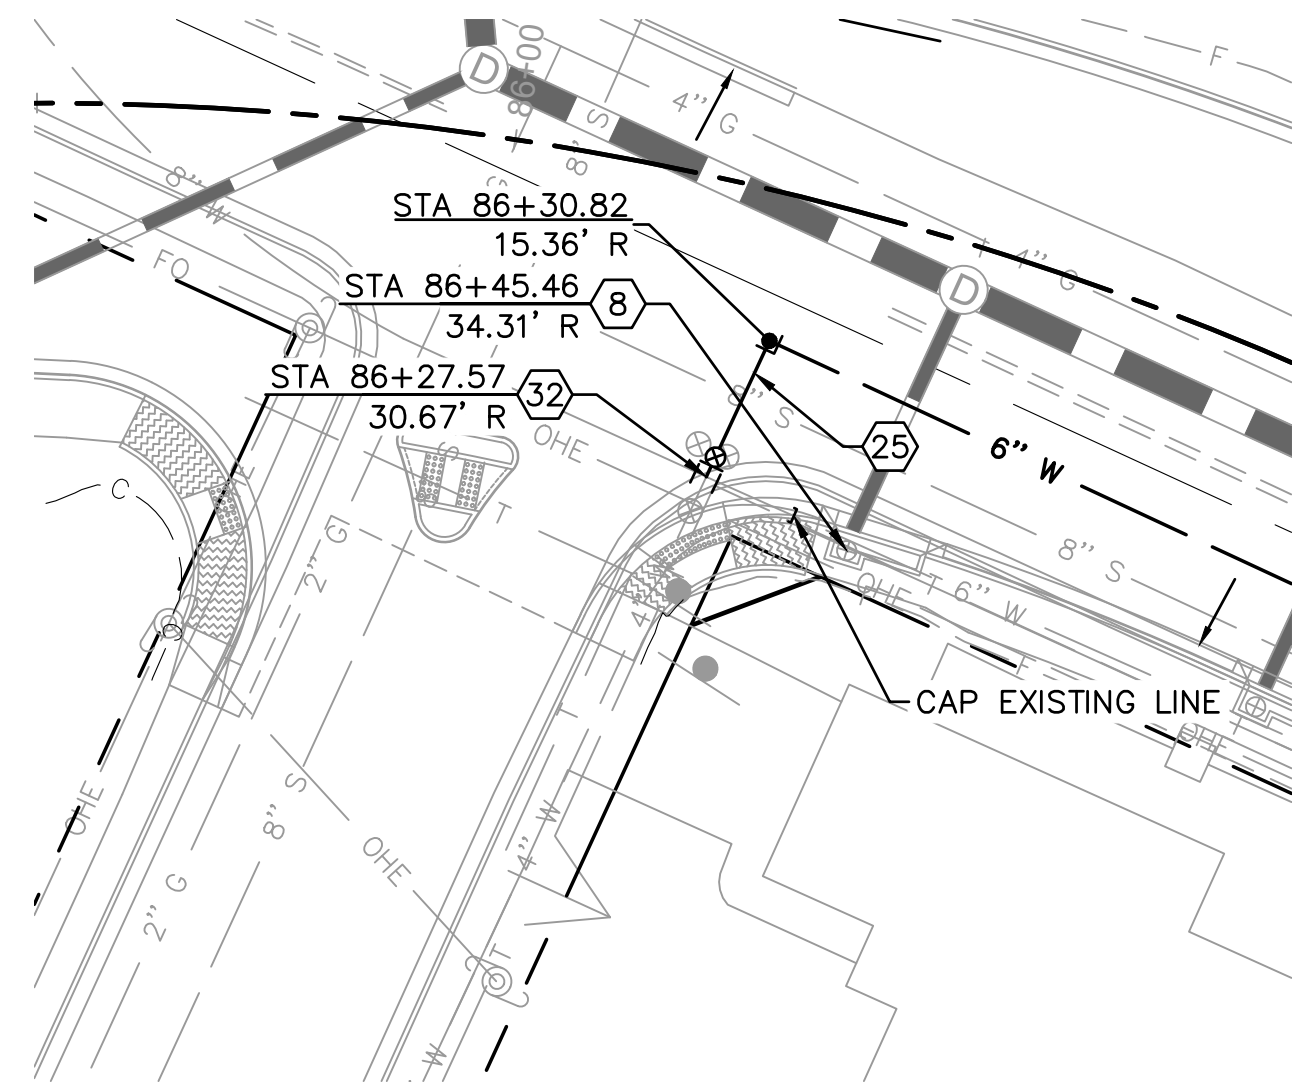 86+00
D
F
4" G
8' S
8" W
STA 86+30.82
15.36' R
FO
4" G
D
STA 86+45.46
8
34.31' R
STA 86+27.57
32
30.67' R
8" S
OHE
25
6" W
S
C
T
2" G
8" S
OHE
T
6" W
4"
T
T
CAP EXISTING LINE
T
OHE
OHE
8" S
OHE
4" W
2" G
T
W